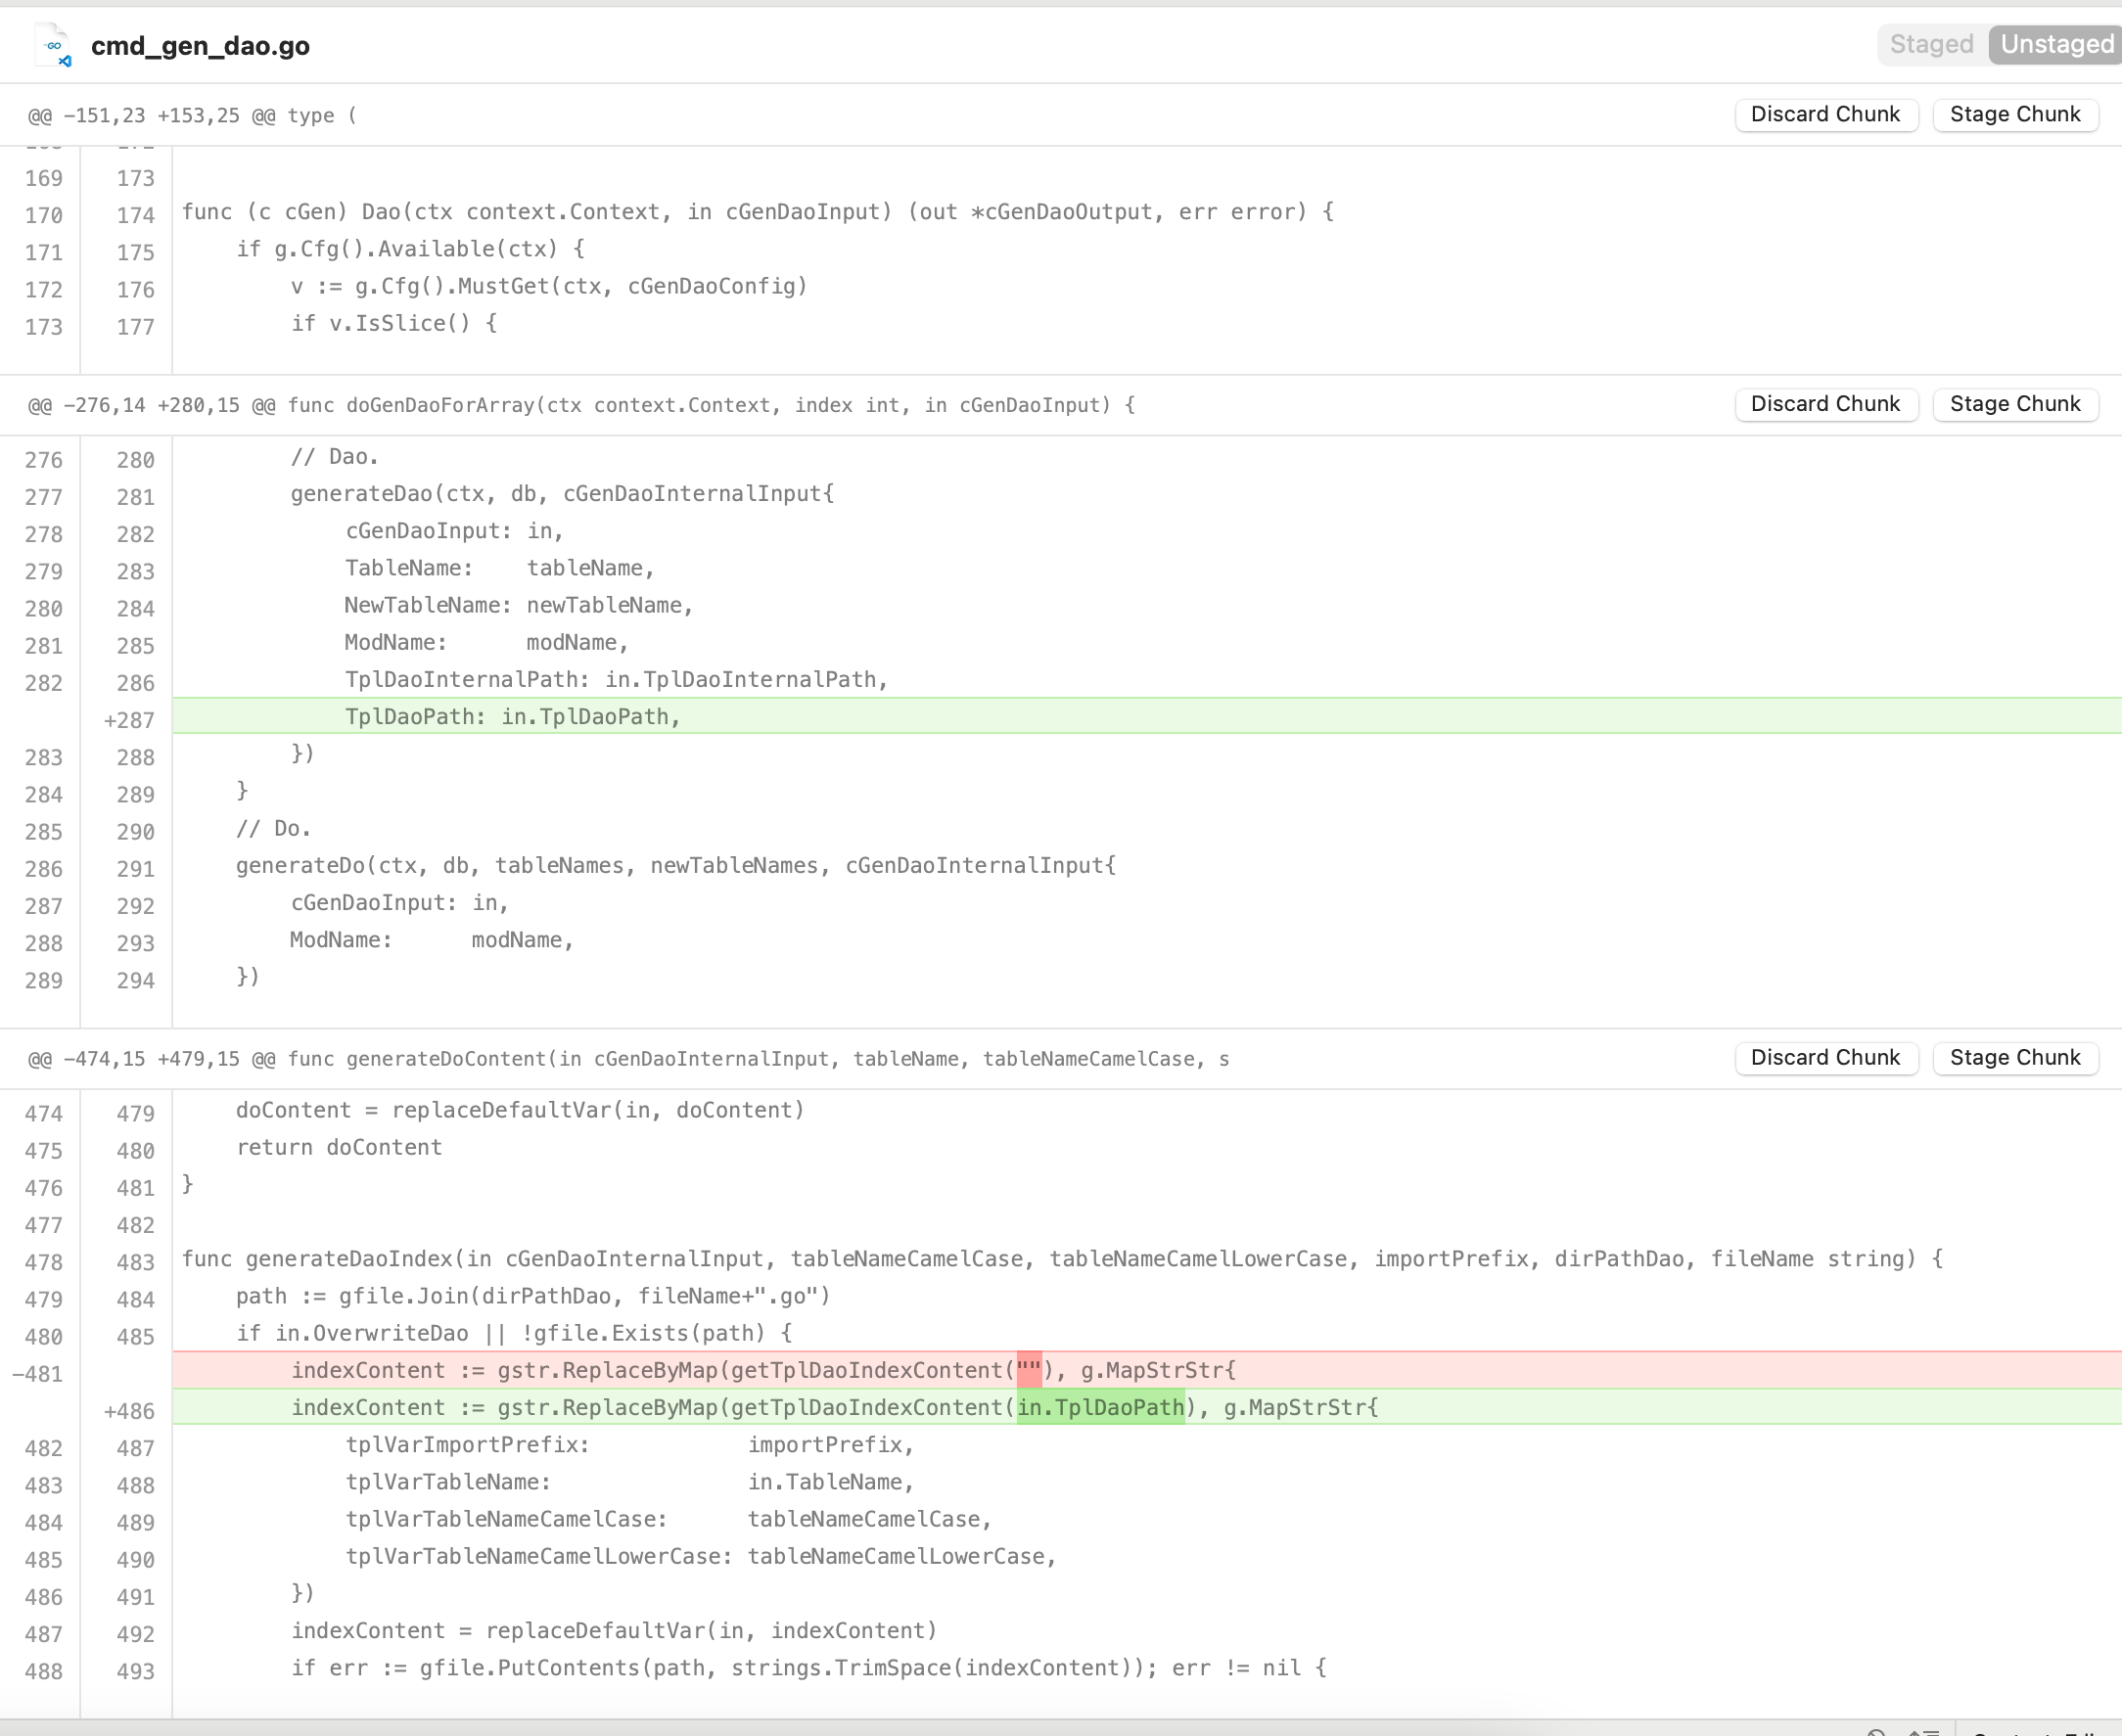 GO
cmd_gen_dao.go
Staged Unstaged
@@ -151,23 +153,25 @@ type (
Discard Chunk Stage Chunk
169 173
170 174 func (c cGen) Dao(ctx context.Context, in cGenDaoInput) (out *cGenDaoOutput, err error) {
171 175 if g.Cfg().Available(ctx) {
172 176 v := g.Cfg().MustGet(ctx, cGenDaoConfig)
173 177 if v.IsSlice() {
@@ -276,14 +280,15 @@ func doGenDaoForArray(ctx context.Context, index int, in cGenDaoInput) {
Discard Chunk Stage Chunk
276 280 // Dao.
277 281 generateDao(ctx, db, cGenDaoInternalInput{
278 282 cGenDaoInput: in,
279 283 TableName: tableName,
280 284 NewTableName: newTableName,
281 285 ModName: modName,
282 286 TplDaoInternalPath: in.TplDaoInternalPath,
+287 TplDaoPath: in.TplDaoPath,
283 288 })
284 289 }
285 290 // Do.
286 291 generateDo(ctx, db, tableNames, newTableNames, cGenDaoInternalInput{
287 292 cGenDaoInput: in,
288 293 ModName: modName,
289 294 })
@@ -474,15 +479,15 @@ func generateDoContent(in cGenDaoInternalInput, tableName, tableNameCamelCase, s
Discard Chunk Stage Chunk
474 479 doContent = replaceDefaultVar(in, doContent)
475 480 return doContent
476 481 }
477 482
478 483 func generateDaoIndex(in cGenDaoInternalInput, tableNameCamelCase, tableNameCamelLowerCase, importPrefix, dirPathDao, fileName string) {
479 484 path := gfile.Join(dirPathDao, fileName+".go")
480 485 if in.OverwriteDao || !gfile.Exists(path) {
-481 indexContent := gstr.ReplaceByMap(getTplDaoIndexContent(""), g.MapStrStr{
+486 indexContent := gstr.ReplaceByMap(getTplDaoIndexContent(in.TplDaoPath), g.MapStrStr{
482 487 tplVarImportPrefix: importPrefix,
483 488 tplVarTableName: in.TableName,
484 489 tplVarTableNameCamelCase: tableNameCamelCase,
485 490 tplVarTableNameCamelLowerCase: tableNameCamelLowerCase,
486 491 })
487 492 indexContent = replaceDefaultVar(in, indexContent)
488 493 if err := gfile.PutContents(path, strings.TrimSpace(indexContent)); err != nil {